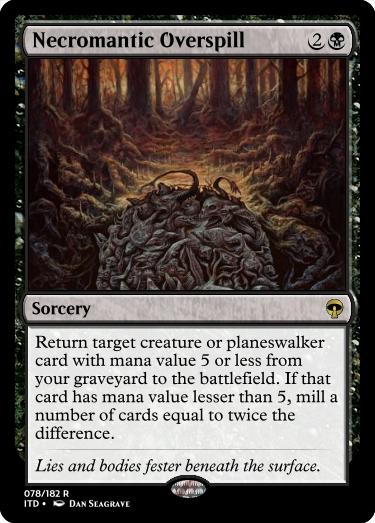 Necromantic Overspill 2
Sorcery
Return target creature or planeswalker
card with mana value 5 or less from
your graveyard to the battlefield. If that
card has mana value lesser than 5, mill a
number of cards equal to twice the
difference.
Lies and bodies fester beneath the surface.
078/182 R
ITD • Dan Seagrave